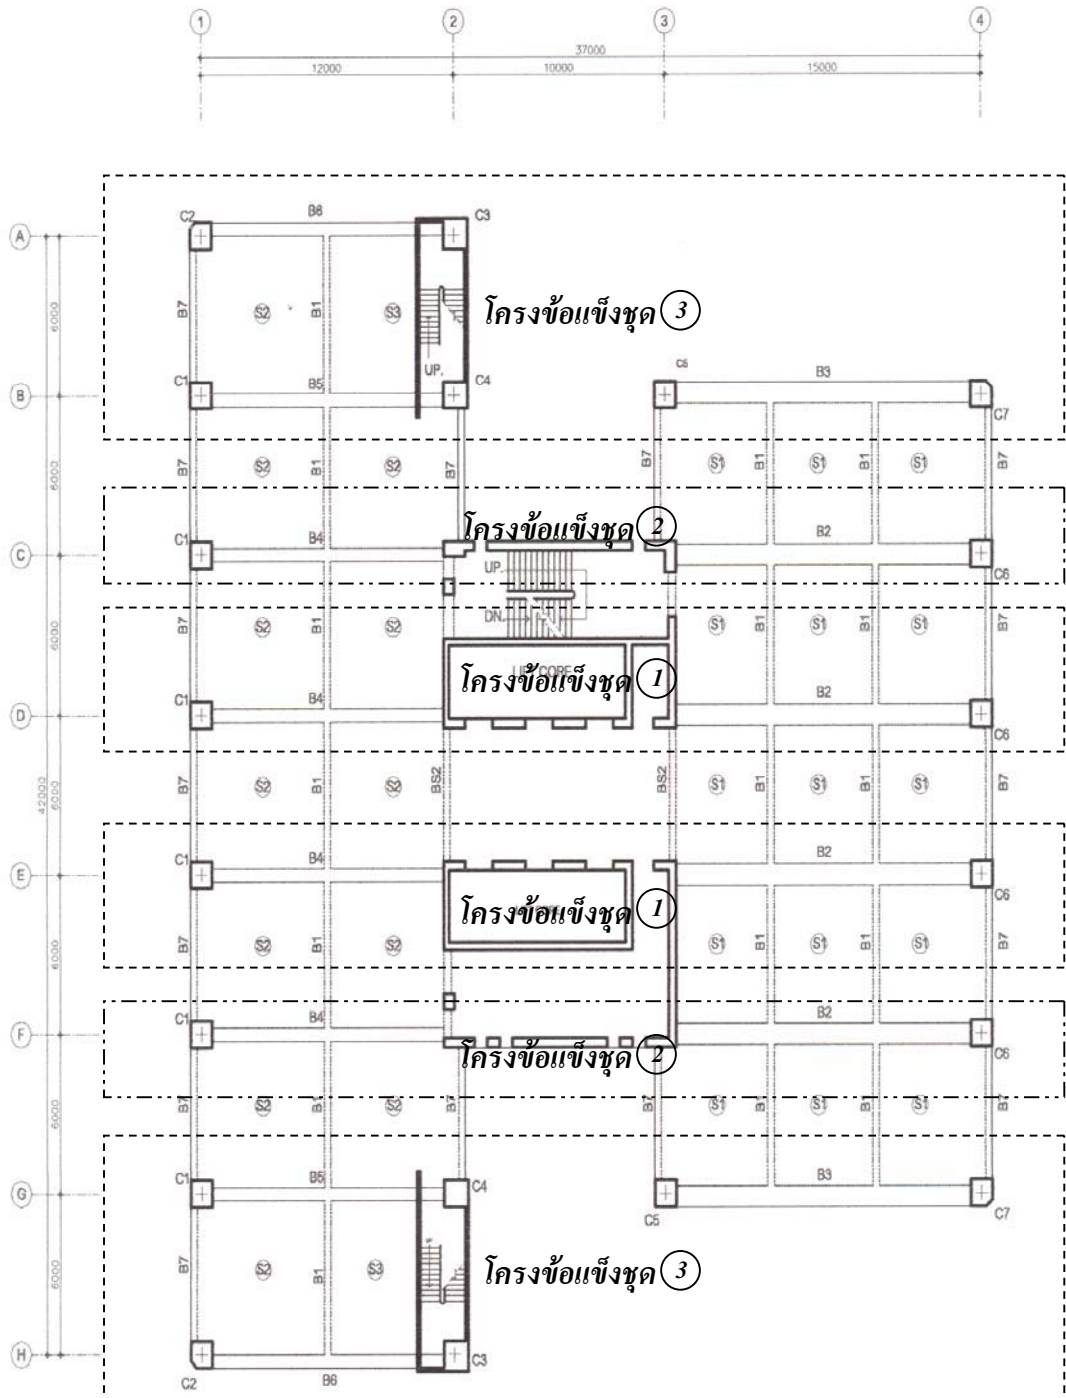 1 2 3 4
37000
12000 10000 15000
C2 B6 C3
A
6000
B7 S2 B1 S3 โครงข้อแข็งชุด 3
UP.
C1 B5 C4 C5 B3
B C7
6000
B7 S2 B1 S2 B7 B7 S1 B1 S1 B1 S1 B7
โครงข้อแข็งชุด 2
C1 B4 B2
C C6
UP.
6000
B7 S2 B1 S2 DN. S1 B1 S1 B1 S1 B7
โครงข้อแข็งชุด 1
C1 B4 B2
D C6
42000 6000
B7 S2 B1 S2 BS2 BS2 S1 B1 S1 B1 S1 B7
C1 B4 B2
E C6
โครงข้อแข็งชุด 1
6000
B7 S2 B1 S2 S1 B1 S1 B1 S1 B7
C1 B4 B2
F C6
โครงข้อแข็งชุด 2
6000
B7 S2 B1 S2 B7 B7 S1 B1 S1 B1 S1 B7
C1 B5 C4 B3
G C5 C7
6000
B7 S2 B1 S3 โครงข้อแข็งชุด 3
H C3
C2 B6